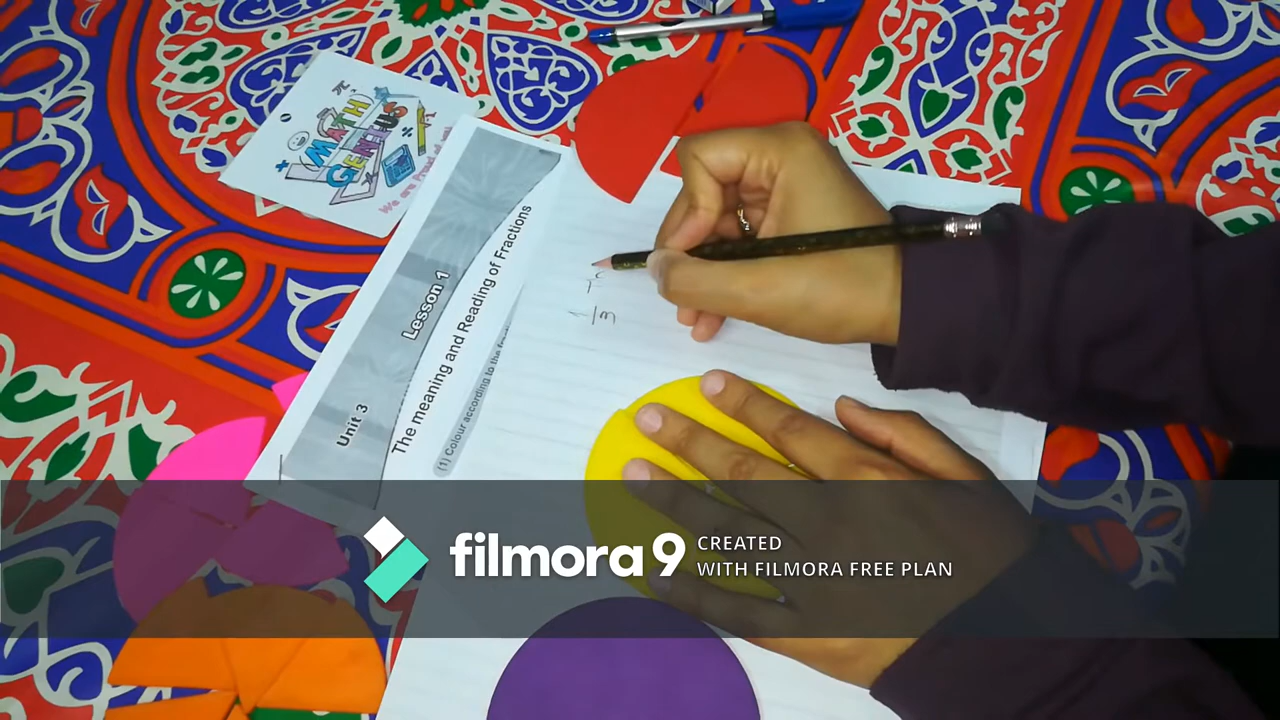 MATH
GENIUS
Unit 3
Lesson 1
The meaning and Reading of Fractions
(1) Colour according to the
1
3
filmora 9
CREATED
WITH FILMORA FREE PLAN